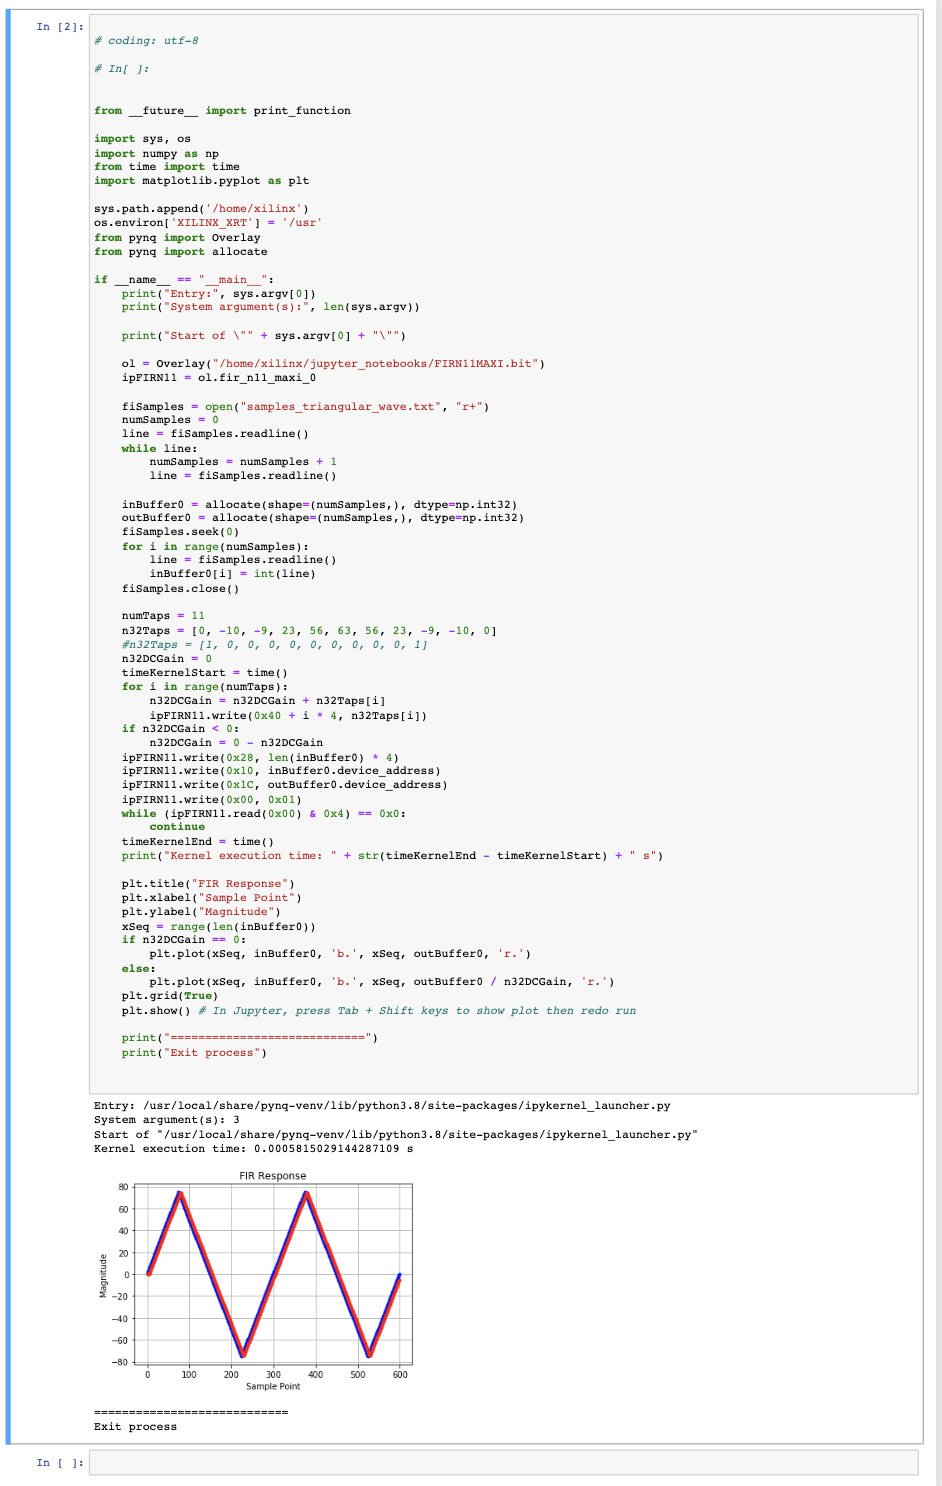 In [2]:
# coding: utf-8
# In[ ]:
from __future__ import print_function
import sys, os
import numpy as np
from time import time
import matplotlib.pyplot as plt
sys.path.append('/home/xilinx')
os.environ['XILINX_XRT'] = '/usr'
from pynq import Overlay
from pynq import allocate
if __name__ == "__main__":
    print("Entry:", sys.argv[0])
    print("System argument(s):", len(sys.argv))
    print("Start of \"" + sys.argv[0] + "\"")
    ol = Overlay("/home/xilinx/jupyter_notebooks/FIRN11MAXI.bit")
    ipFIRN11 = ol.fir_n11_maxi_0
    fiSamples = open("samples_triangular_wave.txt", "r+")
    numSamples = 0
    line = fiSamples.readline()
    while line:
        numSamples = numSamples + 1
        line = fiSamples.readline()
    inBuffer0 = allocate(shape=(numSamples,), dtype=np.int32)
    outBuffer0 = allocate(shape=(numSamples,), dtype=np.int32)
    fiSamples.seek(0)
    for i in range(numSamples):
        line = fiSamples.readline()
        inBuffer0[i] = int(line)
    fiSamples.close()
    numTaps = 11
    n32Taps = [0, -10, -9, 23, 56, 63, 56, 23, -9, -10, 0]
    #n32Taps = [1, 0, 0, 0, 0, 0, 0, 0, 0, 0, 1]
    n32DCGain = 0
    timeKernelStart = time()
    for i in range(numTaps):
        n32DCGain = n32DCGain + n32Taps[i]
        ipFIRN11.write(0x40 + i * 4, n32Taps[i])
    if n32DCGain < 0:
        n32DCGain = 0 - n32DCGain
    ipFIRN11.write(0x28, len(inBuffer0) * 4)
    ipFIRN11.write(0x10, inBuffer0.device_address)
    ipFIRN11.write(0x1C, outBuffer0.device_address)
    ipFIRN11.write(0x00, 0x01)
    while (ipFIRN11.read(0x00) & 0x4) == 0x0:
        continue
    timeKernelEnd = time()
    print("Kernel execution time: " + str(timeKernelEnd - timeKernelStart) + " s")
    plt.title("FIR Response")
    plt.xlabel("Sample Point")
    plt.ylabel("Magnitude")
    xSeq = range(len(inBuffer0))
    if n32DCGain == 0:
        plt.plot(xSeq, inBuffer0, 'b.', xSeq, outBuffer0, 'r.')
    else:
        plt.plot(xSeq, inBuffer0, 'b.', xSeq, outBuffer0 / n32DCGain, 'r.')
    plt.grid(True)
    plt.show() # In Jupyter, press Tab + Shift keys to show plot then redo run
    print("============================")
    print("Exit process")
Entry: /usr/local/share/pynq-venv/lib/python3.8/site-packages/ipykernel_launcher.py
System argument(s): 3
Start of "/usr/local/share/pynq-venv/lib/python3.8/site-packages/ipykernel_launcher.py"
Kernel execution time: 0.0005815029144287109 s
FIR Response
80
60
40
20
0
−20
−40
−60
−80
Magnitude
0 100 200 300 400 500 600
Sample Point
============================
Exit process
In [ ]: